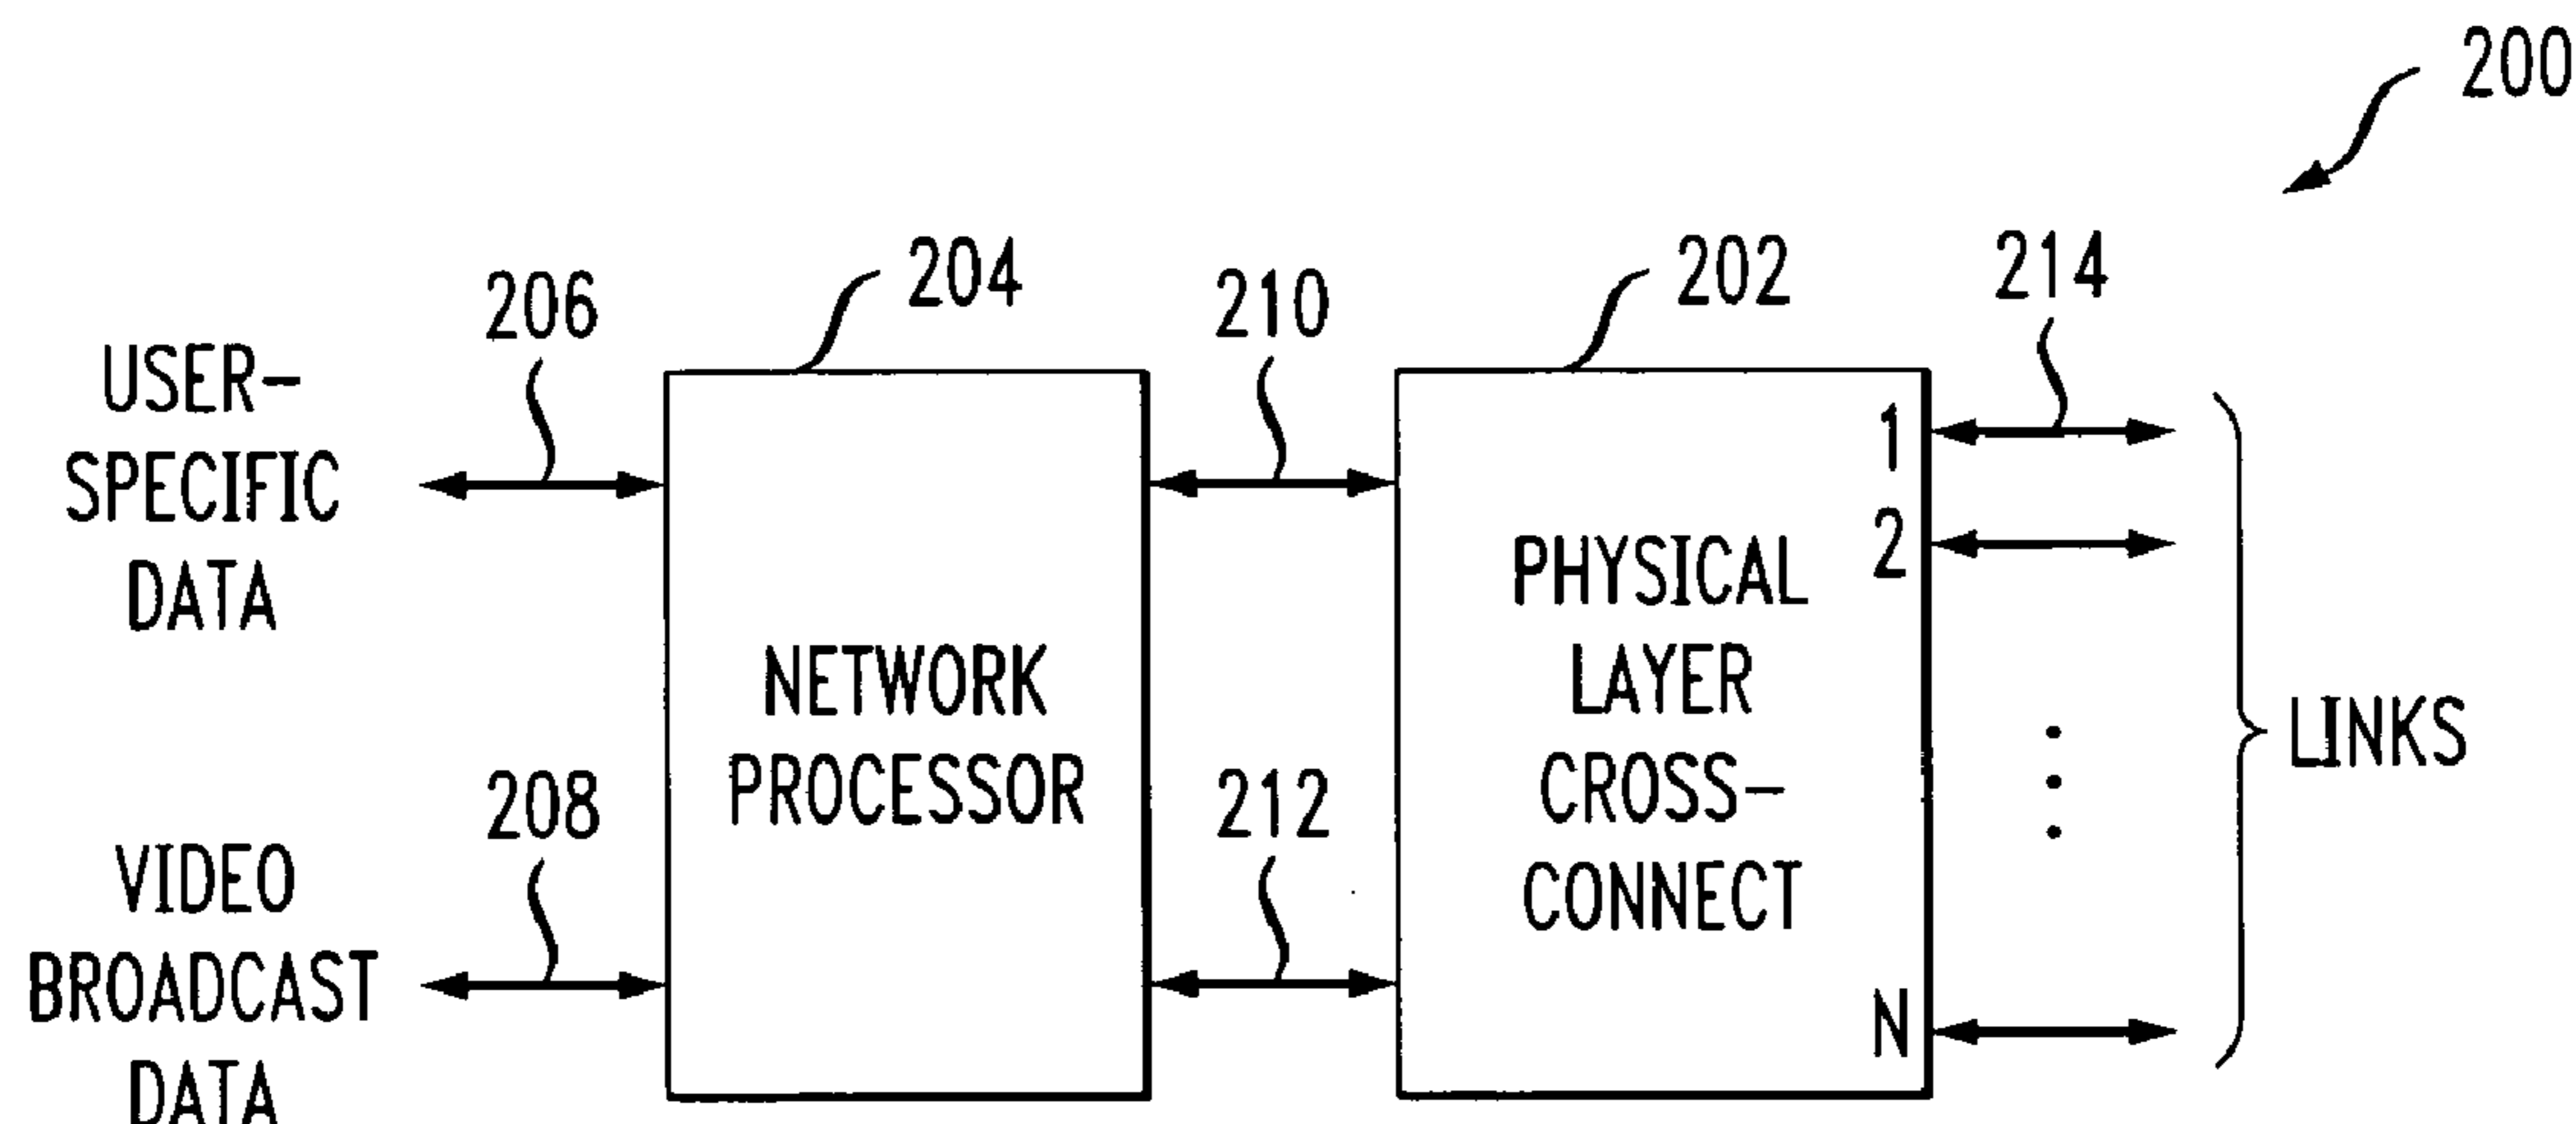 200
204
202
214
206
210
USER-
SPECIFIC
DATA
1
2
PHYSICAL
LAYER
CROSS-
CONNECT
NETWORK
PROCESSOR
LINKS
208
212
VIDEO
BROADCAST
DATA
N